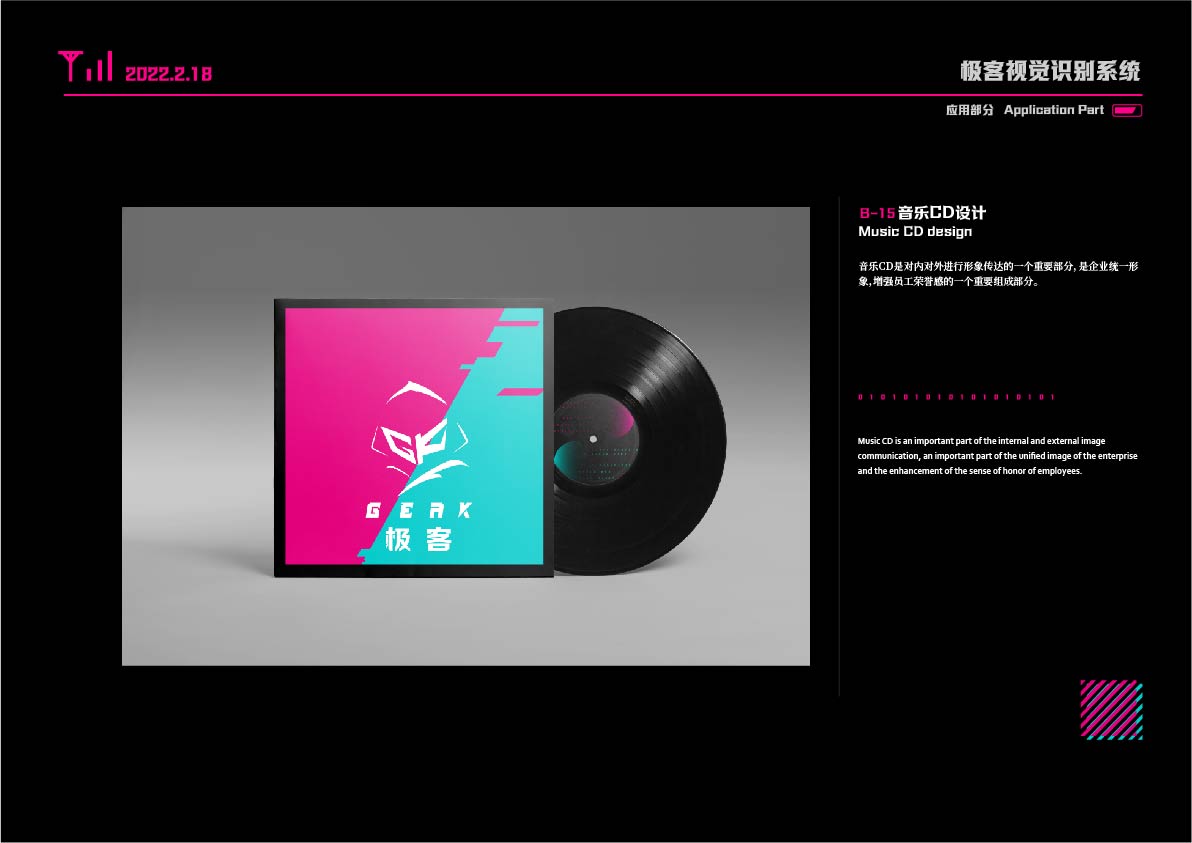 2022.2.18
极客视觉识别系统
应用部分 Application Part
B-15音乐CD设计
Music CD design
音乐CD是对内对外进行形象传达的一个重要部分, 是企业统一形
象, 增强员工荣誉感的一个重要组成部分。
0 1 0 1 0 1 0 1 0 1 0 1 0 1 0 1 0 1
Music CD is an important part of the internal and external image
communication, an important part of the unified image of the enterprise
and the enhancement of the sense of honor of employees.
GK
GEAK
极客